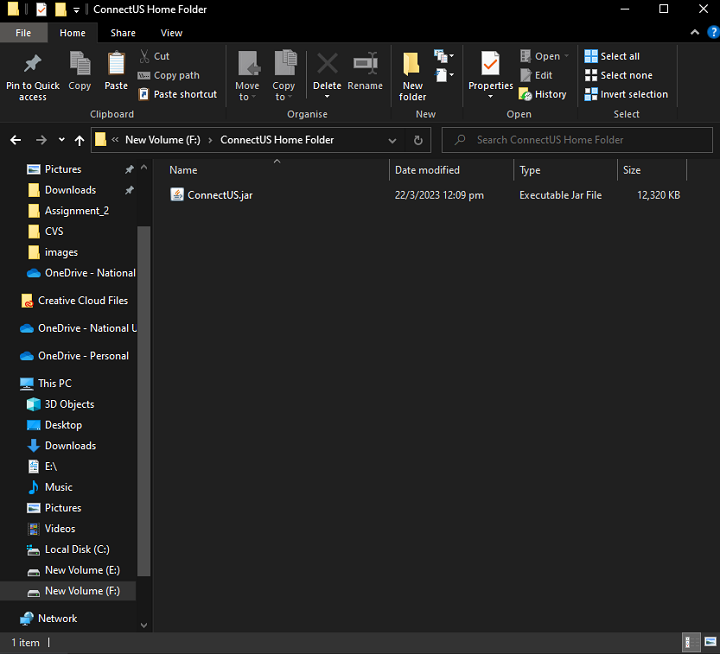 ConnectUS Home Folder
File Home Share View
Pin to Quick access
Copy
Paste
Cut
Copy path
Paste shortcut
Clipboard
Move to
Copy to
Delete
Rename
Organise
New folder
New
Properties
Open
Edit
History
Open
Select all
Select none
Invert selection
Select
New Volume (F:) › ConnectUS Home Folder
Search ConnectUS Home Folder
Name Date modified Type Size
ConnectUS.jar 22/3/2023 12:09 pm Executable Jar File 12,320 KB
Pictures
Downloads
Assignment_2
CVS
images
OneDrive - National
Creative Cloud Files
OneDrive - National U
OneDrive - Personal
This PC
3D Objects
Desktop
Downloads
E:\
Music
Pictures
Videos
Local Disk (C:)
New Volume (E:)
New Volume (F:)
Network
1 item